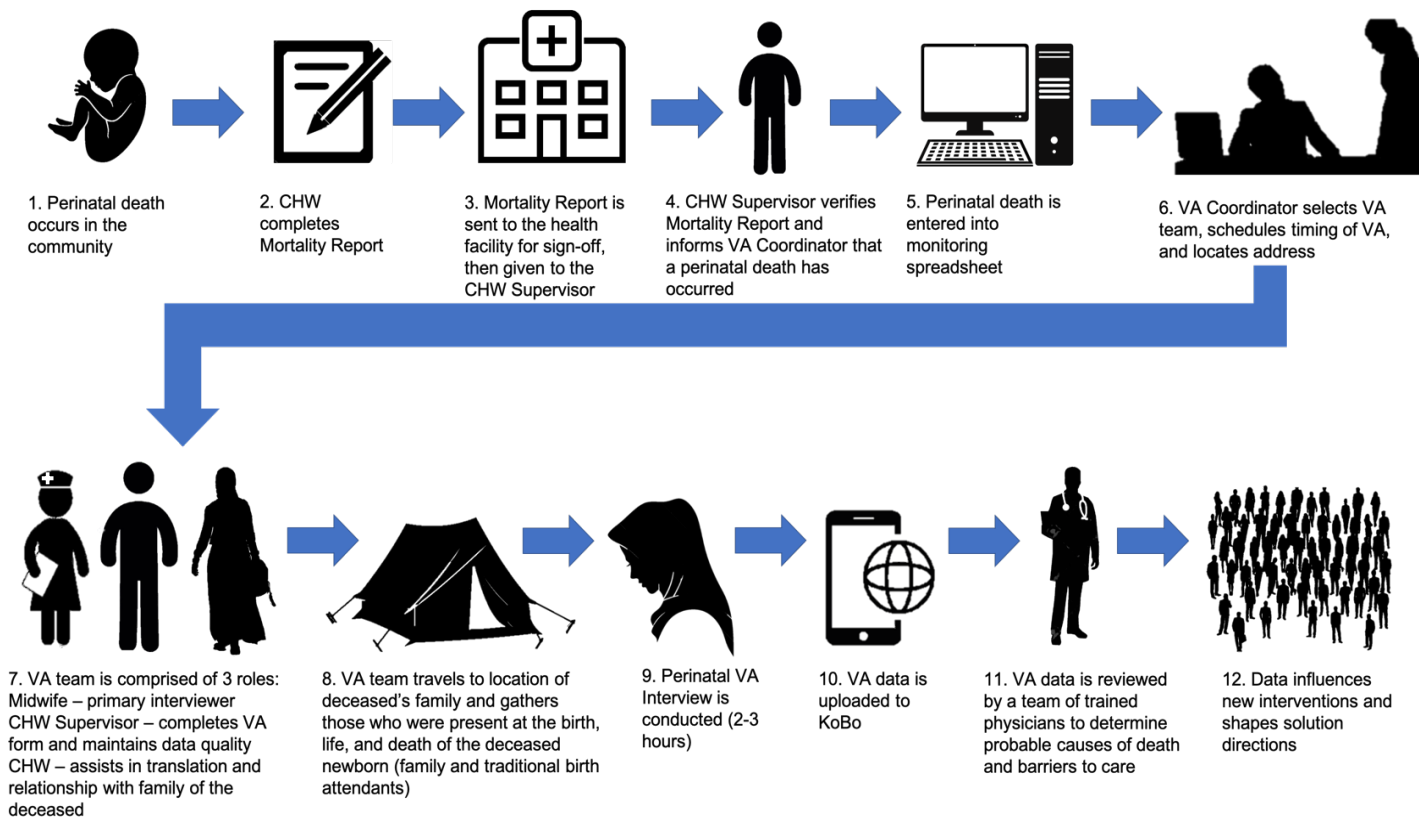 1. Perinatal death
occurs in the
community
2. CHW
completes
Mortality Report
3. Mortality Report is
sent to the health
facility for sign-off,
then given to the
CHW Supervisor
4. CHW Supervisor verifies
Mortality Report and
informs VA Coordinator that
a perinatal death has
occurred
5. Perinatal death is
entered into
monitoring
spreadsheet
6. VA Coordinator selects VA
team, schedules timing of VA,
and locates address
7. VA team is comprised of 3 roles:
Midwife – primary interviewer
CHW Supervisor – completes VA
form and maintains data quality
CHW – assists in translation and
relationship with family of the
deceased
8. VA team travels to location of
deceased’s family and gathers
those who were present at the birth,
life, and death of the deceased
newborn (family and traditional birth
attendants)
9. Perinatal VA
Interview is
conducted (2-3
hours)
10. VA data is
uploaded to
KoBo
11. VA data is reviewed
by a team of trained
physicians to determine
probable causes of death
and barriers to care
12. Data influences
new interventions and
shapes solution
directions